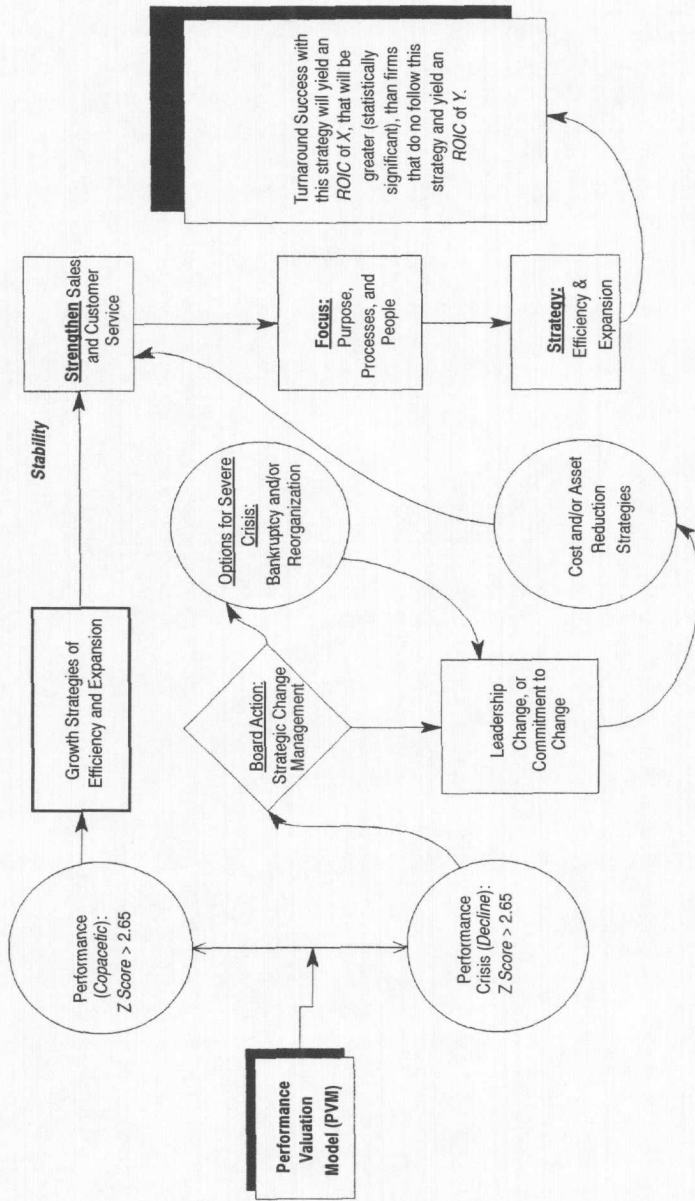 Performance
Valuation
Model (PVM)
Performance
(Copacetic):
Z Score > 2.65
Performance
Crisis (Decline):
Z Score > 2.65
Growth Strategies of
Efficiency and Expansion
Board Action:
Strategic Change
Management
Options for Severe
Crisis:
Bankruptcy and/or
Reorganization
Leadership
Change, or
Commitment to
Change
Cost and/or Asset
Reduction
Strategies
Stability
Strengthen Sales
and Customer
Service
Focus:
Purpose,
Processes, and
People
Strategy:
Efficiency &
Expansion
Turnaround Success with
this strategy will yield an
ROIC of X, that will be
greater (statistically
significant), than firms
that do no follow this
strategy and yield an
ROIC of Y.